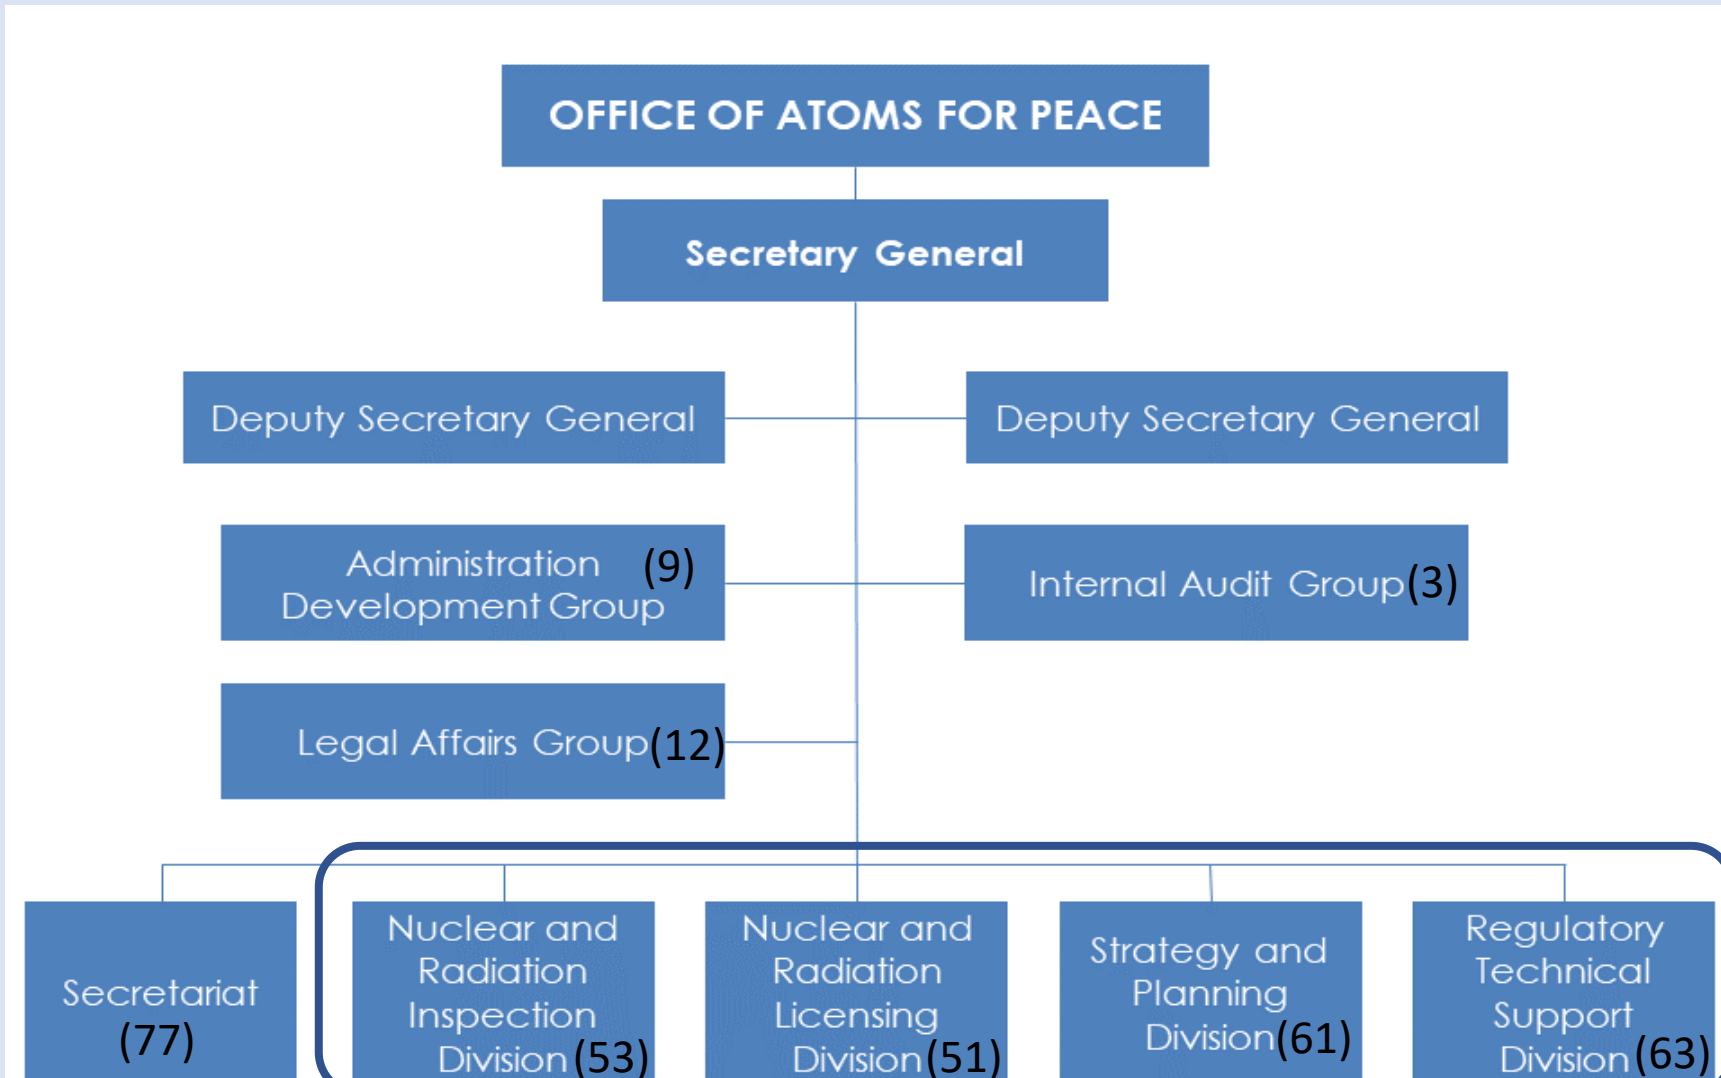 OFFICE OF ATOMS FOR PEACE
Secretary General
Deputy Secretary General
Deputy Secretary General
Administration (9)
Development Group
Internal Audit Group(3)
Legal Affairs Group(12)
Secretariat
(77)
Nuclear and
Radiation
Inspection
Division (53)
Nuclear and
Radiation
Licensing
Division (51)
Strategy and
Planning
Division(61)
Regulatory
Technical
Support
Division (63)